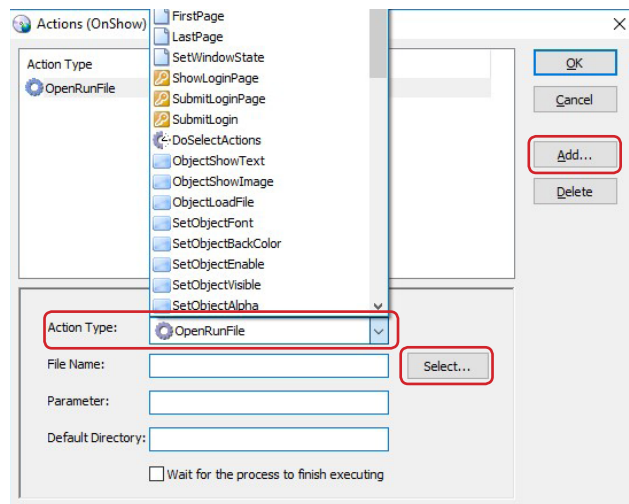 Actions (OnShow)
FirstPage
LastPage
SetWindowState
ShowLoginPage
SubmitLoginPage
SubmitLogin
DoSelectActions
ObjectShowText
ObjectShowImage
ObjectLoadFile
SetObjectFont
SetObjectBackColor
SetObjectEnable
SetObjectVisible
SetObjectAlpha
Action Type
OpenRunFile
OK
Cancel
Add...
Delete
Action Type: OpenRunFile
File Name: Select...
Parameter:
Default Directory:
Wait for the process to finish executing